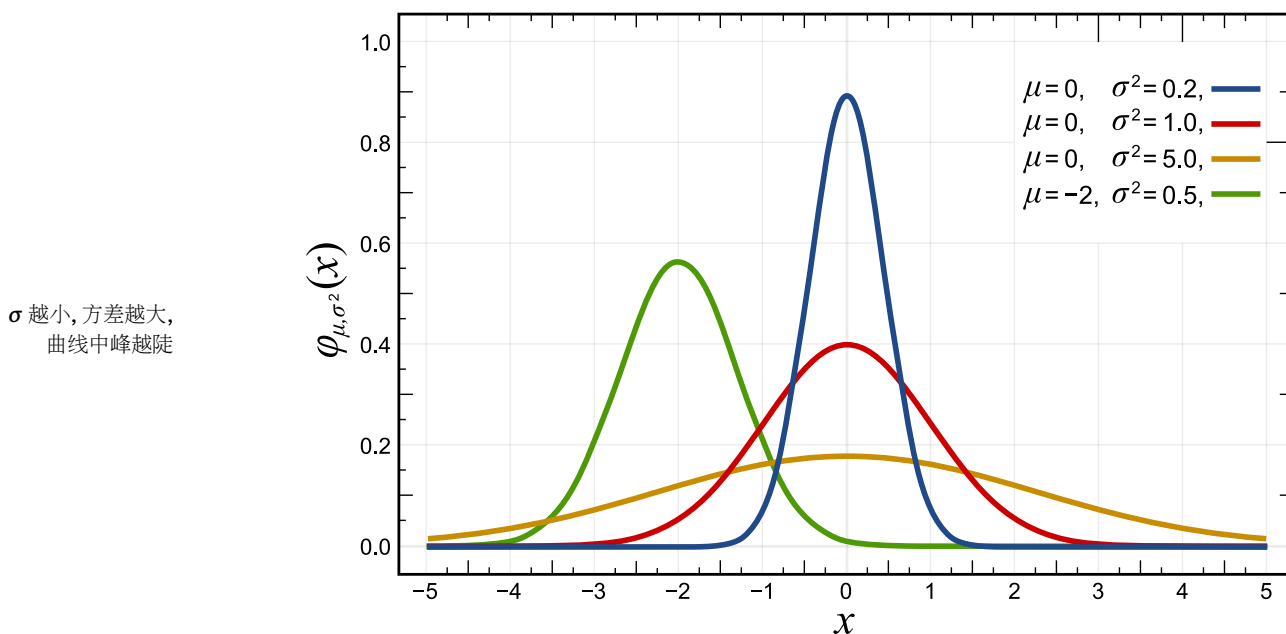 σ 越小, 方差越大,
曲线中峰越陡
φμ,σ²(x)
1.0
0.8
0.6
0.4
0.2
0.0
μ=0, σ²=0.2,
μ=0, σ²=1.0,
μ=0, σ²=5.0,
μ=−2, σ²=0.5,
−5 −4 −3 −2 −1 0 1 2 3 4 5
x